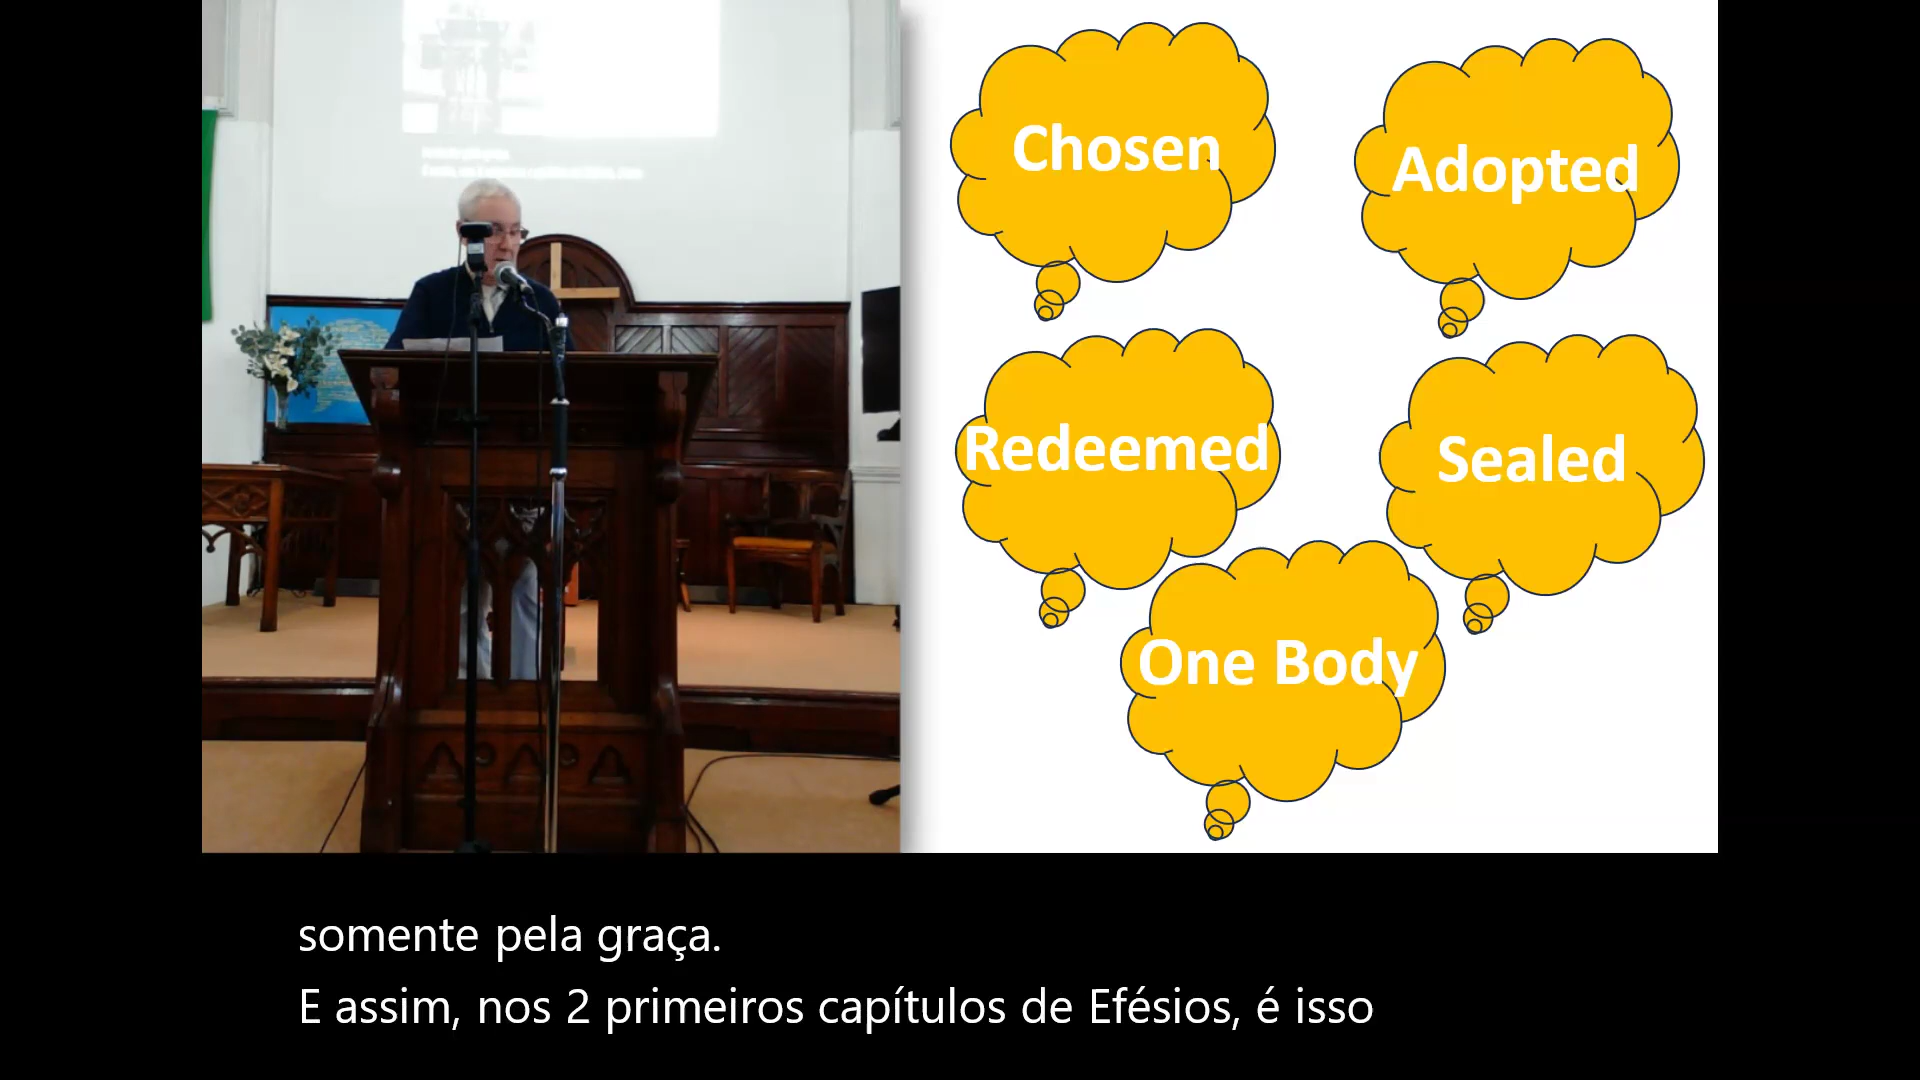 Chosen
Adopted
Redeemed
Sealed
One Body
somente pela graça.
E assim, nos 2 primeiros capítulos de Efésios, é isso